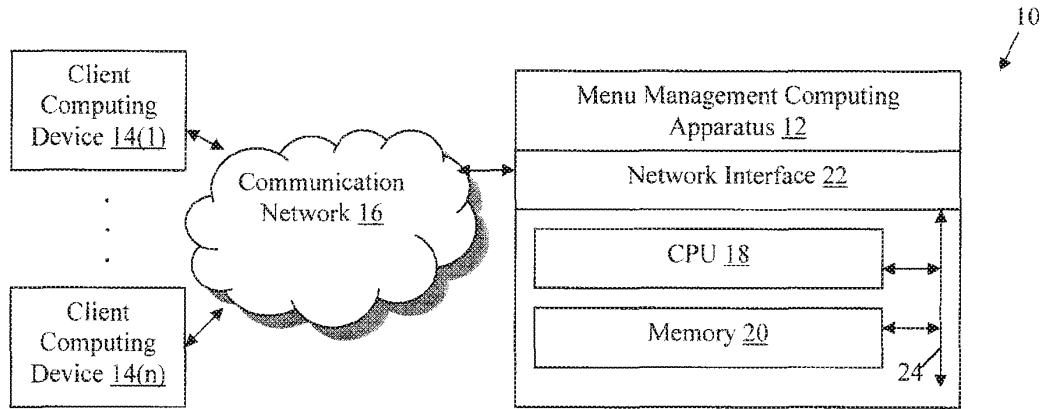 10
Client
Computing
Device 14(1)
.
.
.
Client
Computing
Device 14(n)
Communication
Network 16
Menu Management Computing
Apparatus 12
Network Interface 22
CPU 18
Memory 20
24